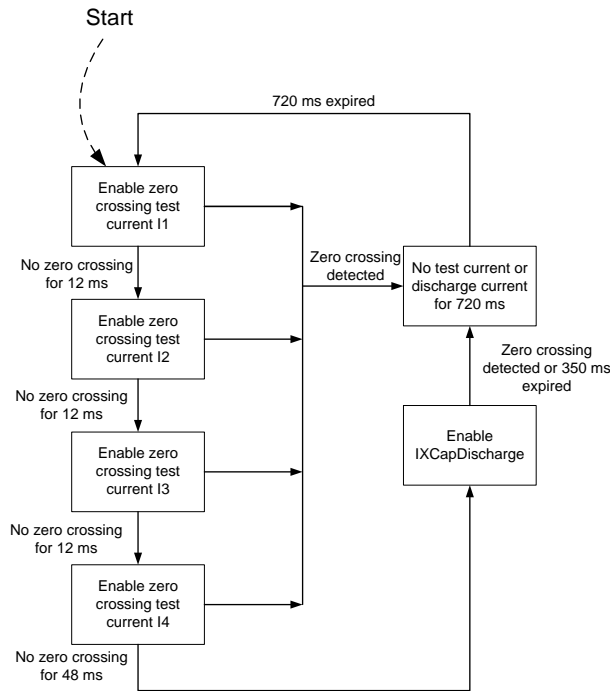 Start
720 ms expired
Enable zero
crossing test
current I1
No zero crossing
for 12 ms
Zero crossing
detected
No test current or
discharge current
for 720 ms
Enable zero
crossing test
current I2
No zero crossing
for 12 ms
Zero crossing
detected or 350 ms
expired
Enable zero
crossing test
current I3
Enable
IXCapDischarge
No zero crossing
for 12 ms
Enable zero
crossing test
current I4
No zero crossing
for 48 ms